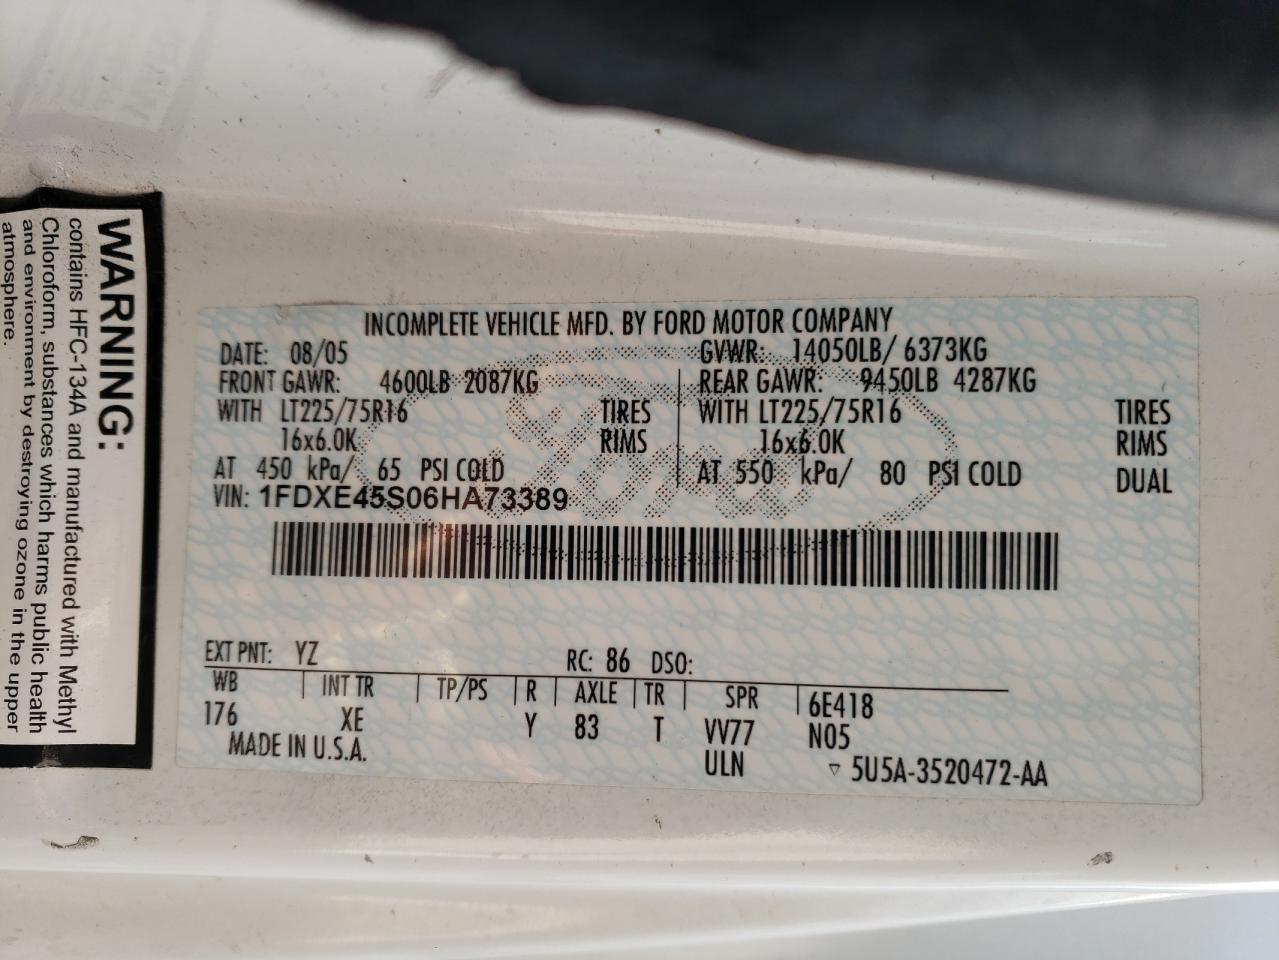 WARNING:
contains HFC-134A and manufactured with Methyl
Chloroform, substances which harms public health
and environment by destroying ozone in the upper
atmosphere.
INCOMPLETE VEHICLE MFD. BY FORD MOTOR COMPANY
DATE: 08/05 GVWR: 14050LB/ 6373KG
FRONT GAWR: 4600LB 2087KG REAR GAWR: 9450LB 4287KG
WITH LT225/75R16 TIRES WITH LT225/75R16 TIRES
16x6.0K RIMS 16x6.0K RIMS
AT 450 kPa/ 65 PSI COLD AT 550 kPa/ 80 PSI COLD DUAL
VIN: 1FDXE45S06HA73389
Ford
EXT PNT: YZ RC: 86 DSO:
WB INT TR TP/PS R AXLE TR SPR 6E418
176 XE Y 83 T VV77 N05
MADE IN U.S.A. ULN ▽ 5U5A-3520472-AA